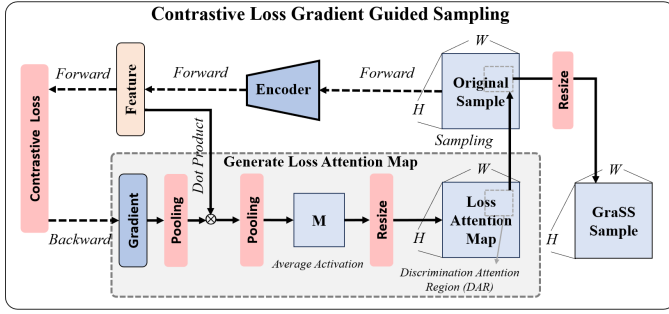 Contrastive Loss Gradient Guided Sampling
W
Forward
Forward
Forward
Contrastive Loss
Feature
Encoder
H
Original
Sample
Resize
Sampling
Dot Product
Generate Loss Attention Map
W
W
Backward
Gradient
Pooling
Pooling
M
Resize
H
Loss
Attention
Map
H
GraSS
Sample
Average Activation
Discrimination Attention
Region (DAR)